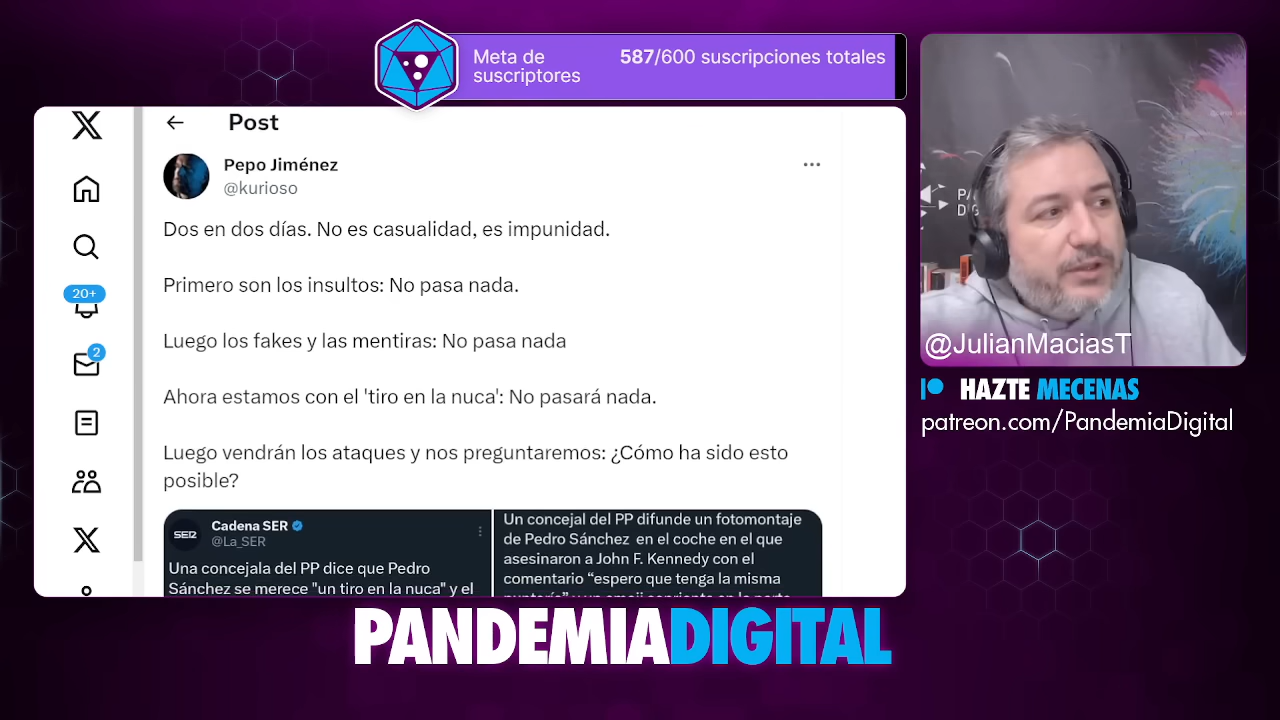 Meta de
suscriptores
587/600 suscripciones totales
Post
Pepo Jiménez
@kurioso
Dos en dos días. No es casualidad, es impunidad.
Primero son los insultos: No pasa nada.
Luego los fakes y las mentiras: No pasa nada
Ahora estamos con el 'tiro en la nuca': No pasará nada.
Luego vendrán los ataques y nos preguntaremos: ¿Cómo ha sido esto
posible?
20+
2
SER
Cadena SER
@La_SER
Una concejala del PP dice que Pedro
Sánchez se merece "un tiro en la nuca" y el
Un concejal del PP difunde un fotomontaje
de Pedro Sánchez en el coche en el que
asesinaron a John F. Kennedy con el
comentario “espero que tenga la misma
@JulianMaciasT
HAZTE MECENAS
patreon.com/PandemiaDigital
PANDEMIADIGITAL